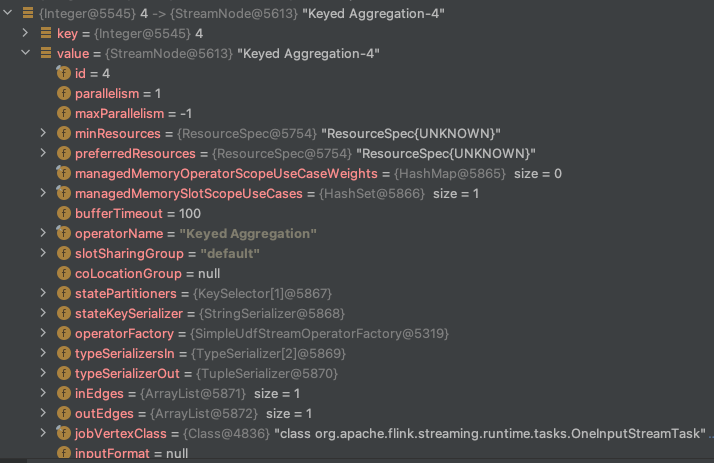 {Integer@5545} 4 -> {StreamNode@5613} "Keyed Aggregation-4"
key = {Integer@5545} 4
value = {StreamNode@5613} "Keyed Aggregation-4"
f id = 4
f parallelism = 1
f maxParallelism = -1
f minResources = {ResourceSpec@5754} "ResourceSpec{UNKNOWN}"
f preferredResources = {ResourceSpec@5754} "ResourceSpec{UNKNOWN}"
f managedMemoryOperatorScopeUseCaseWeights = {HashMap@5865} size = 0
f managedMemorySlotScopeUseCases = {HashSet@5866} size = 1
f bufferTimeout = 100
f operatorName = "Keyed Aggregation"
f slotSharingGroup = "default"
f coLocationGroup = null
f statePartitioners = {KeySelector[1]@5867}
f stateKeySerializer = {StringSerializer@5868}
f operatorFactory = {SimpleUdfStreamOperatorFactory@5319}
f typeSerializersIn = {TypeSerializer[2]@5869}
f typeSerializerOut = {TupleSerializer@5870}
f inEdges = {ArrayList@5871} size = 1
f outEdges = {ArrayList@5872} size = 1
f jobVertexClass = {Class@4836} "class org.apache.flink.streaming.runtime.tasks.OneInputStreamTask" ...
f inputFormat = null